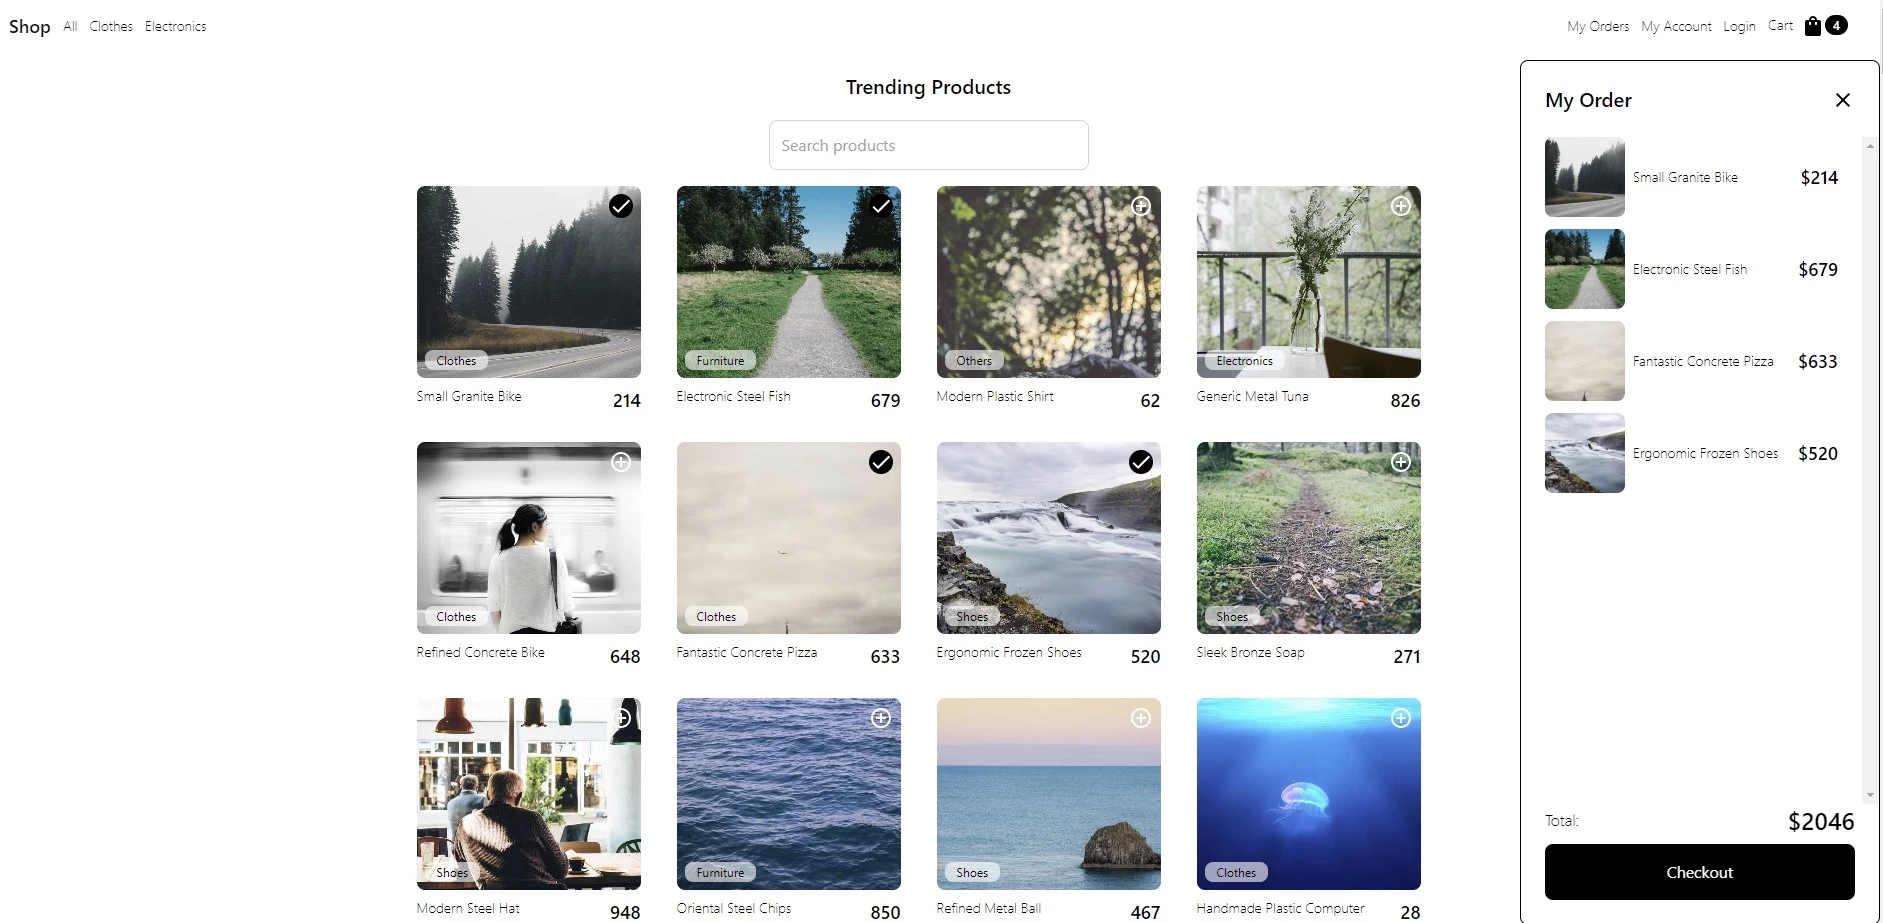 Shop All Clothes Electronics
My Orders My Account Login Cart 4
Trending Products
Search products
Clothes
Furniture
Others
Electronics
Small Granite Bike 214
Electronic Steel Fish 679
Modern Plastic Shirt 62
Generic Metal Tuna 826
Clothes
Clothes
Shoes
Shoes
Refined Concrete Bike 648
Fantastic Concrete Pizza 633
Ergonomic Frozen Shoes 520
Sleek Bronze Soap 271
Shoes
Furniture
Shoes
Clothes
Modern Steel Hat 948
Oriental Steel Chips 850
Refined Metal Ball 467
Handmade Plastic Computer 28
My Order
Small Granite Bike $214
Electronic Steel Fish $679
Fantastic Concrete Pizza $633
Ergonomic Frozen Shoes $520
Total: $2046
Checkout